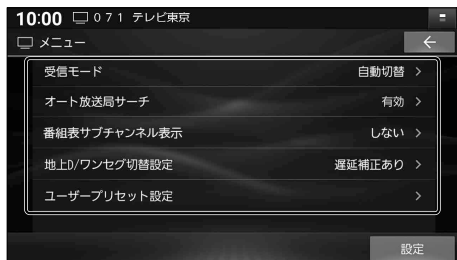 10:00 071 テレビ東京
メニュー
受信モード 自動切替 >
オート放送局サーチ 有効 >
番組表サブチャンネル表示 しない >
地上D/ワンセグ切替設定 遅延補正あり >
ユーザープリセット設定 >
設定